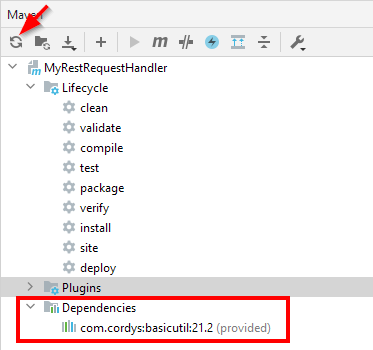 Maven
m
MyRestRequestHandler
Lifecycle
clean
validate
compile
test
package
verify
install
site
deploy
Plugins
Dependencies
com.cordys:basicutil:21.2 (provided)